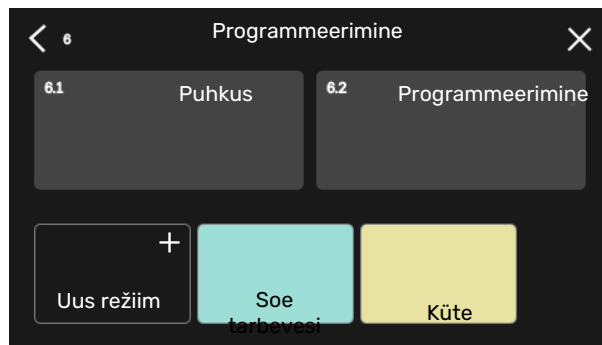 6
Programmeerimine
6.1
Puhkus
6.2
Programmeerimine
Uus režiim
Soe
tarbevesi
Küte